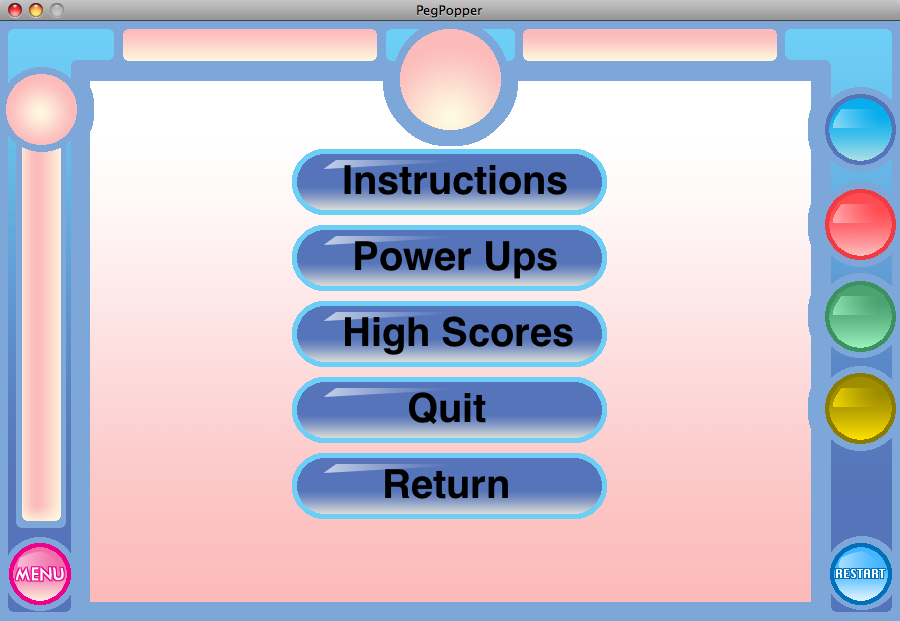 PegPopper
Instructions
Power Ups
High Scores
Quit
Return
MENU
RESTART